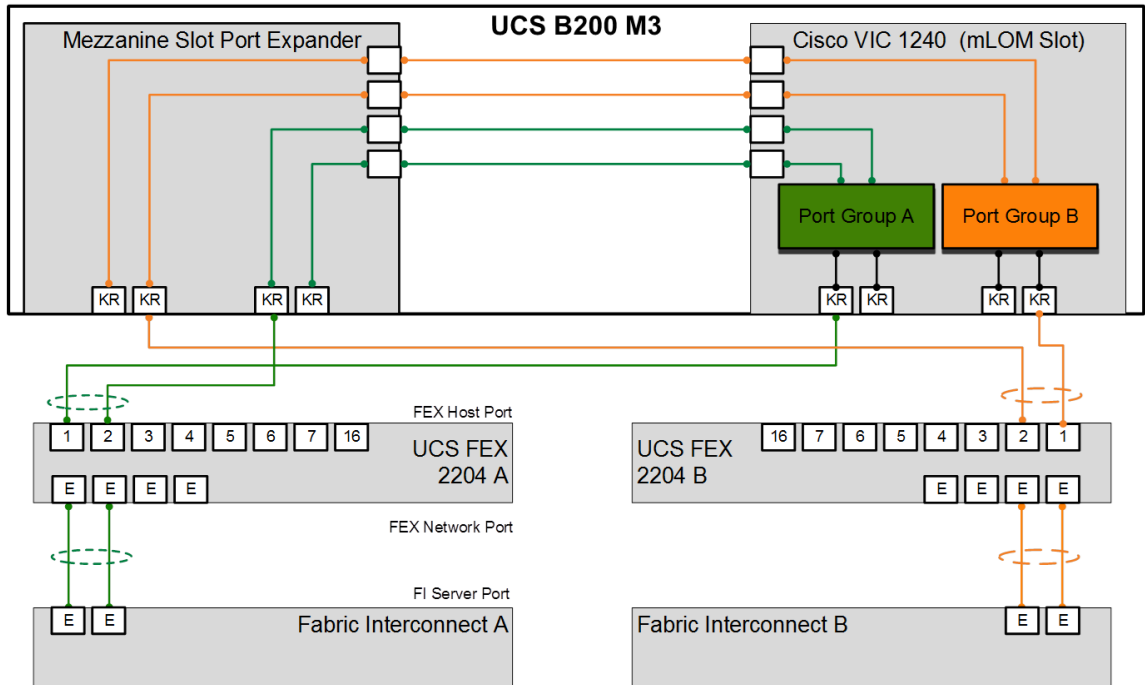 UCS B200 M3
Mezzanine Slot Port Expander
Cisco VIC 1240 (mLOM Slot)
Port Group A
Port Group B
KR KR KR KR
KR KR KR KR
FEX Host Port
1 2 3 4 5 6 7 16
UCS FEX
2204 A
E E E E
16 7 6 5 4 3 2 1
UCS FEX
2204 B
E E E E
FEX Network Port
FI Server Port
E E
Fabric Interconnect A
Fabric Interconnect B
E E